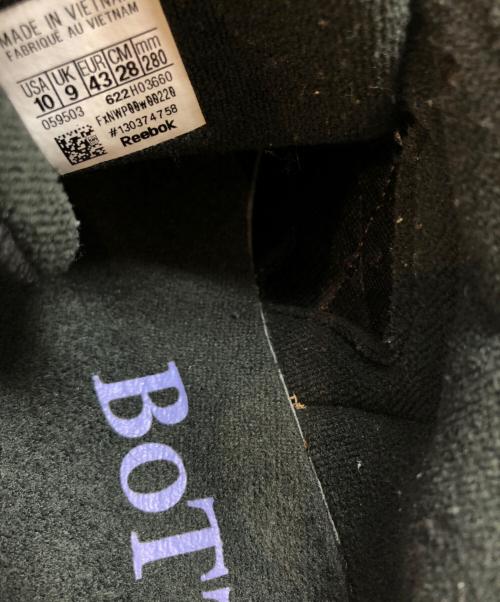 MADE IN VIETNAM
FABRIQUE AU VIETNAM
USA UK EUR CM mm
10 9 43 28 280
059503 622H03660
FxNWP00w00220
#130374758
Reebok
BoT"